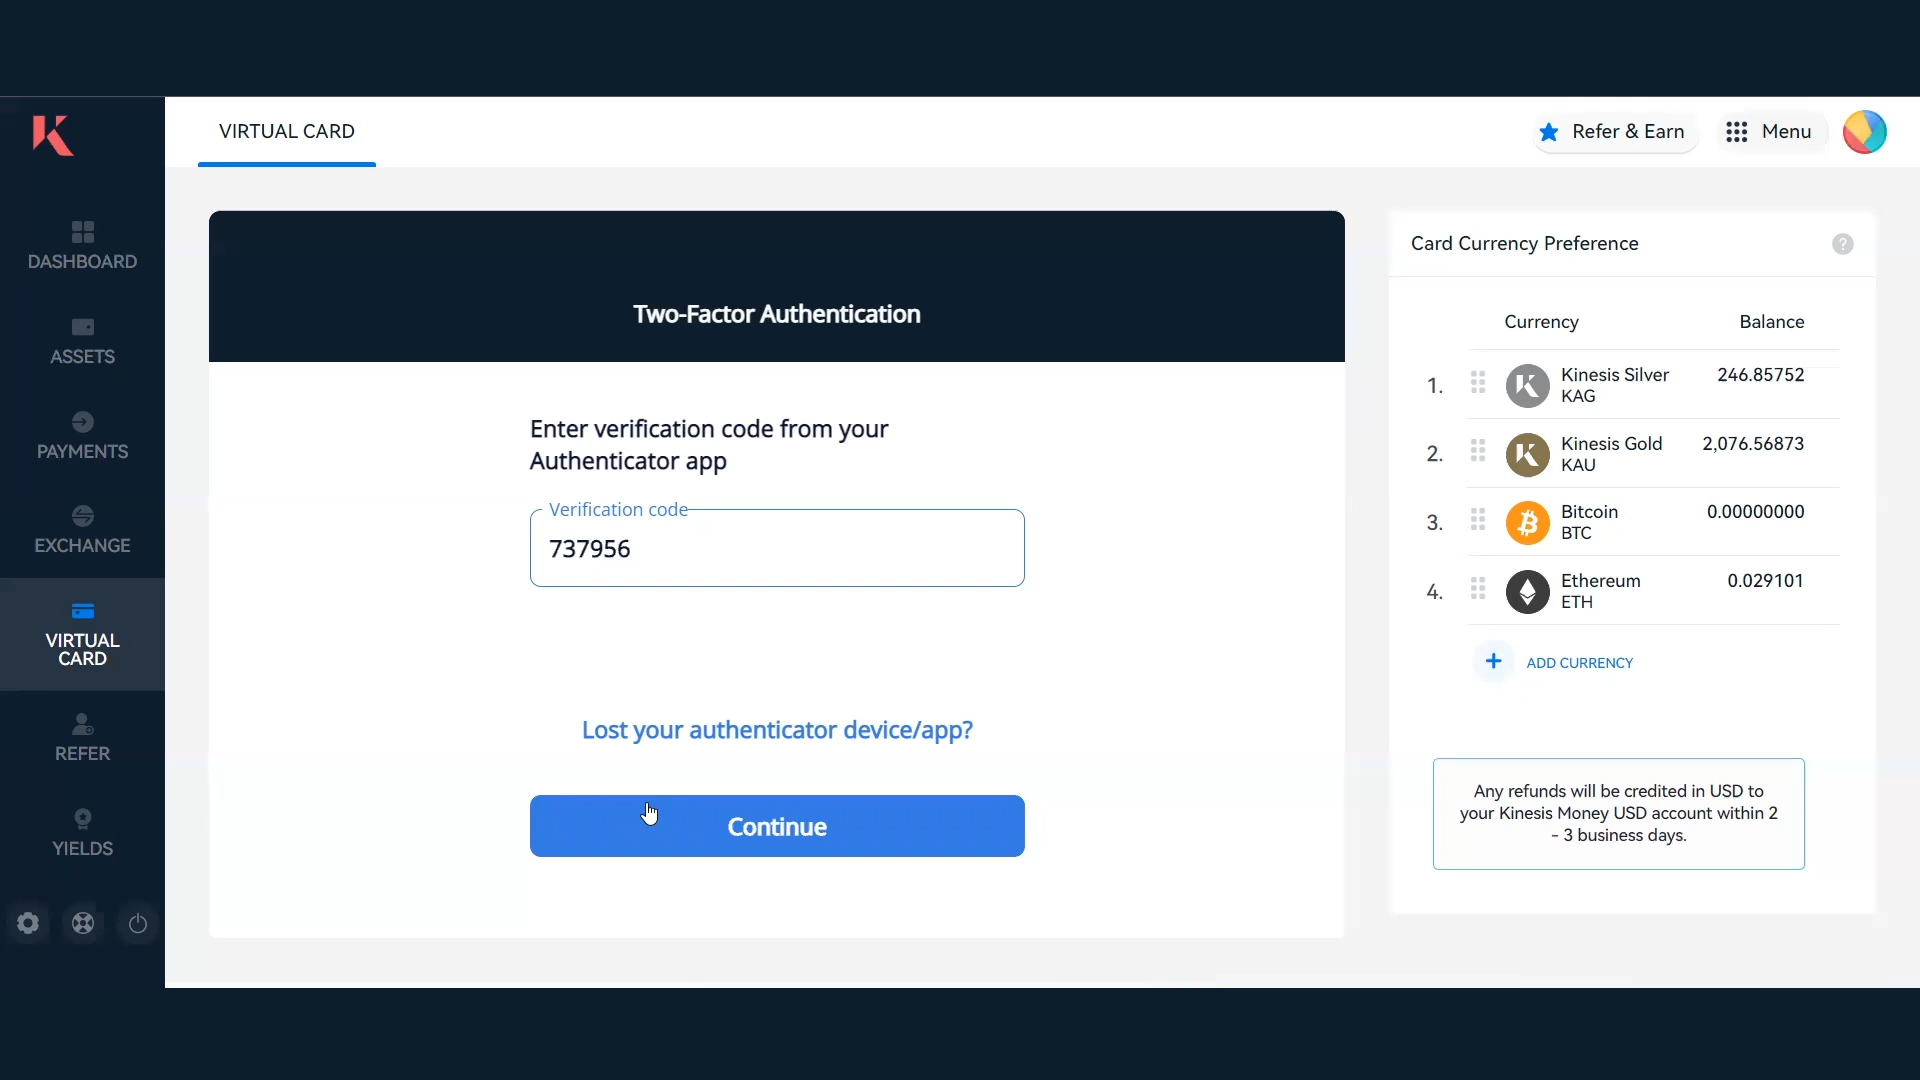 VIRTUAL CARD
Refer & Earn
Menu
DASHBOARD
ASSETS
PAYMENTS
EXCHANGE
VIRTUAL
CARD
REFER
YIELDS
Two-Factor Authentication
Enter verification code from your
Authenticator app
Verification code
737956
Lost your authenticator device/app?
Continue
Card Currency Preference
?
Currency Balance
1. Kinesis Silver 246.85752
KAG
2. Kinesis Gold 2,076.56873
KAU
3. Bitcoin 0.00000000
BTC
4. Ethereum 0.029101
ETH
+ ADD CURRENCY
Any refunds will be credited in USD to
your Kinesis Money USD account within 2
- 3 business days.